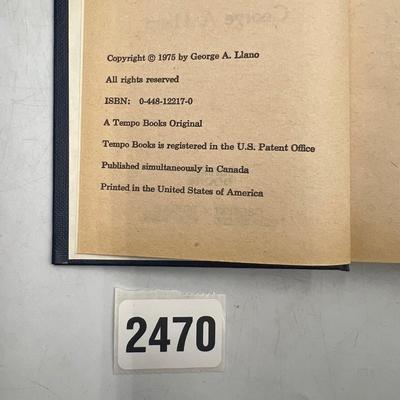 Copyright © 1975 by George A. Llano
All rights reserved
ISBN: 0-448-12217-0
A Tempo Books Original
Tempo Books is registered in the U.S. Patent Office
Published simultaneously in Canada
Printed in the United States of America
2470